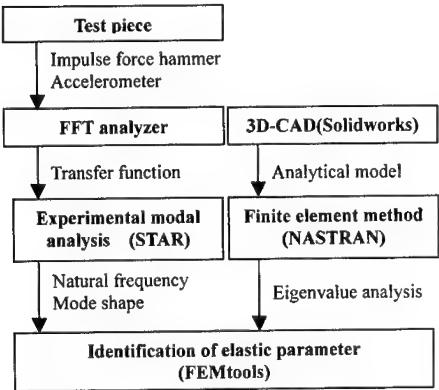 Test piece
Impulse force hammer
Accelerometer
FFT analyzer
3D-CAD(Solidworks)
Transfer function
Analytical model
Experimental modal
analysis (STAR)
Finite element method
(NASTRAN)
Natural frequency
Mode shape
Eigenvalue analysis
Identification of elastic parameter
(FEMtools)